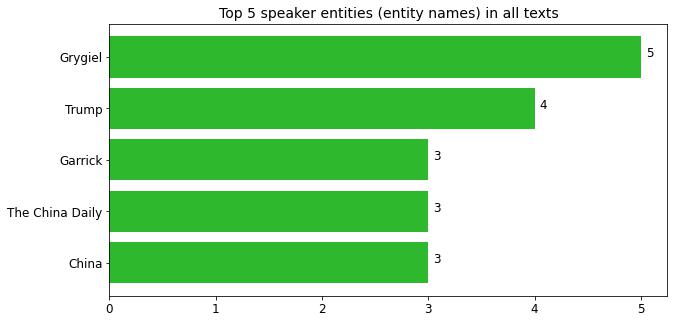 Top 5 speaker entities (entity names) in all texts
Grygiel 5
Trump 4
Garrick 3
The China Daily 3
China 3
0 1 2 3 4 5